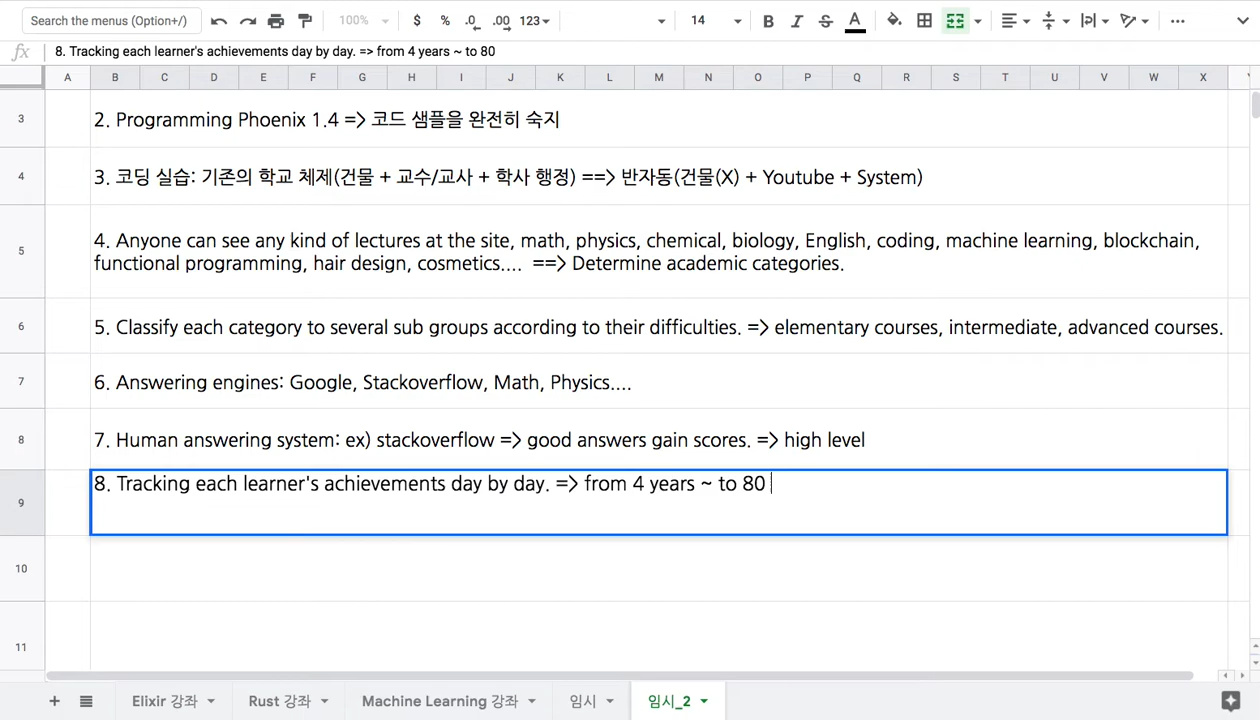 Search the menus (Option+/)
100%
$ % .0 .00 123
14
B I S A
fx
8. Tracking each learner's achievements day by day. => from 4 years ~ to 80
A B C D E F G H I J K L M N O P Q R S T U V W X
3
2. Programming Phoenix 1.4 => 코드 샘플을 완전히 숙지
4
3. 코딩 실습: 기존의 학교 체제(건물 + 교수/교사 + 학사 행정) ==> 반자동(건물(X) + Youtube + System)
5
4. Anyone can see any kind of lectures at the site, math, physics, chemical, biology, English, coding, machine learning, blockchain,
functional programming, hair design, cosmetics.... ==> Determine academic categories.
6
5. Classify each category to several sub groups according to their difficulties. => elementary courses, intermediate, advanced courses.
7
6. Answering engines: Google, Stackoverflow, Math, Physics....
8
7. Human answering system: ex) stackoverflow => good answers gain scores. => high level
9
8. Tracking each learner's achievements day by day. => from 4 years ~ to 80
10
11
Elixir 강좌 Rust 강좌 Machine Learning 강좌 임시 임시_2